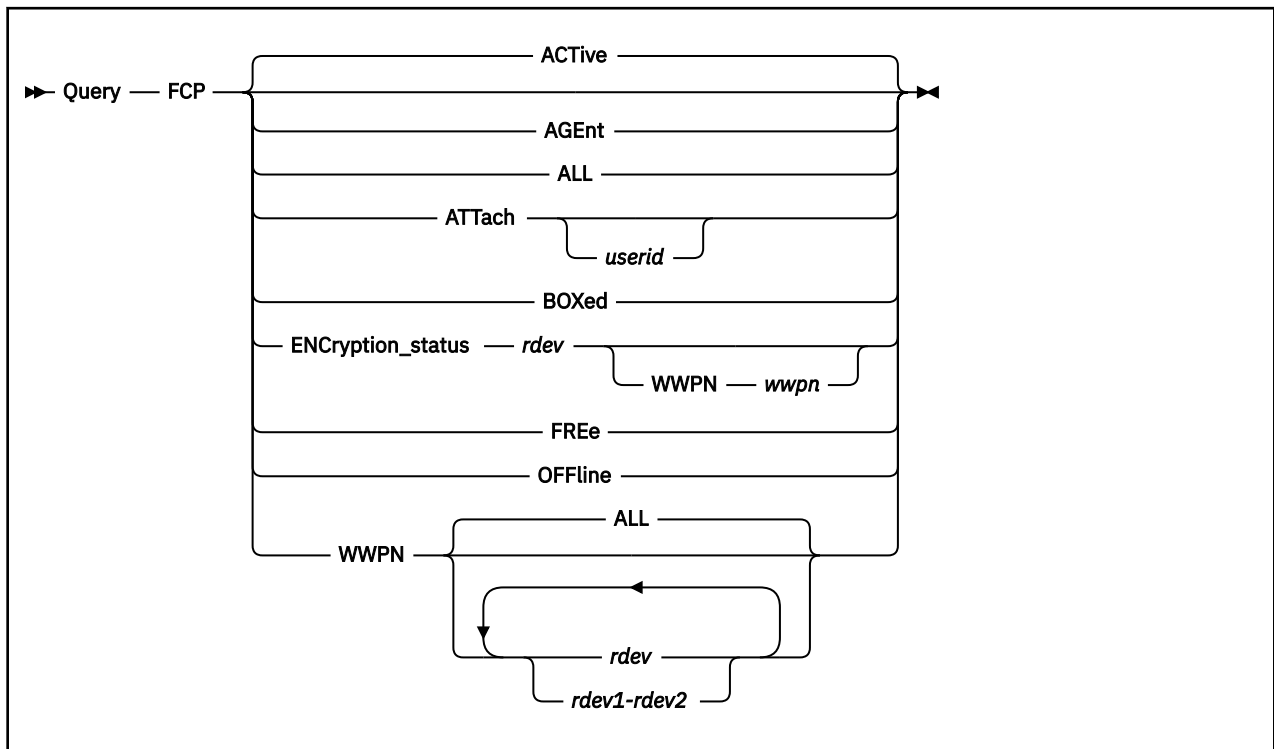 ACTive
Query FCP
AGEnt
ALL
ATTach
userid
BOXed
ENCryption_status rdev
WWPN wwpn
FREe
OFFline
ALL
WWPN
rdev
rdev1-rdev2